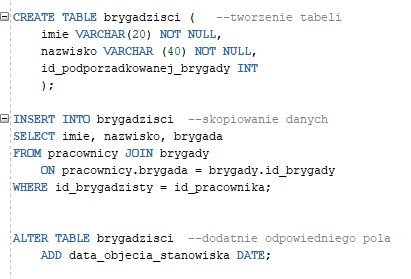 CREATE TABLE brygadzisci (   --tworzenie tabeli
    imie VARCHAR(20) NOT NULL,
    nazwisko VARCHAR (40) NOT NULL,
    id_podporzadkowanej_brygady INT
    );
INSERT INTO brygadzisci  --skopiowanie danych
SELECT imie, nazwisko, brygada
FROM pracownicy JOIN brygady
    ON pracownicy.brygada = brygady.id_brygady
WHERE id_brygadzisty = id_pracownika;
ALTER TABLE brygadzisci  --dodatnie odpowiedniego pola
    ADD data_objecia_stanowiska DATE;